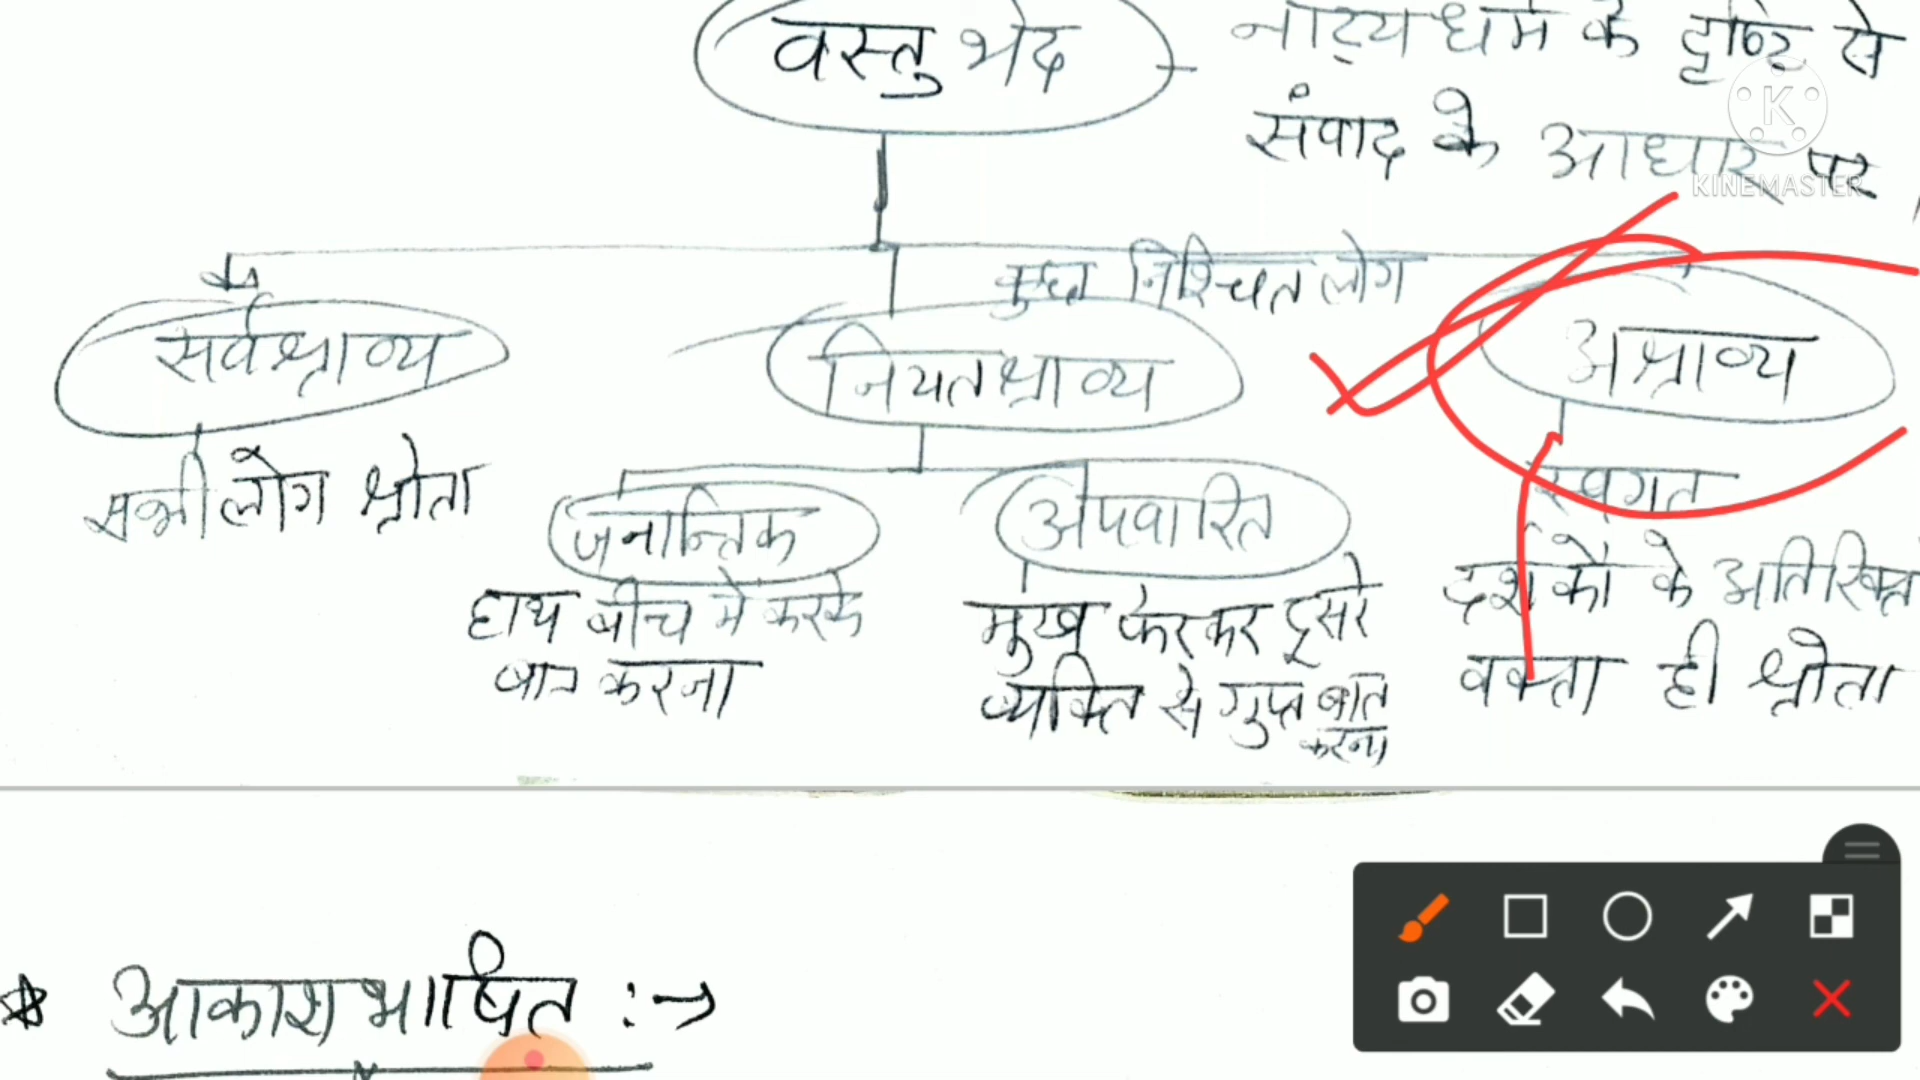 वस्तु भेद - नाट्यधर्म के दृष्टि से
संवाद के आधार पर
KINEMASTER
कुछ निश्चित लोग
सर्वश्राव्य
नियतश्राव्य
अश्राव्य
सभी लोग श्रोता
जनान्तिक
हाथ बीच में करके
बात करना
अपवारित
मुख फेरकर दूसरे
व्यक्ति से गुप्त बात
करना
स्वगत
दर्शकों के अतिरिक्त
वक्ता ही श्रोता
* आकाशभाषित :→